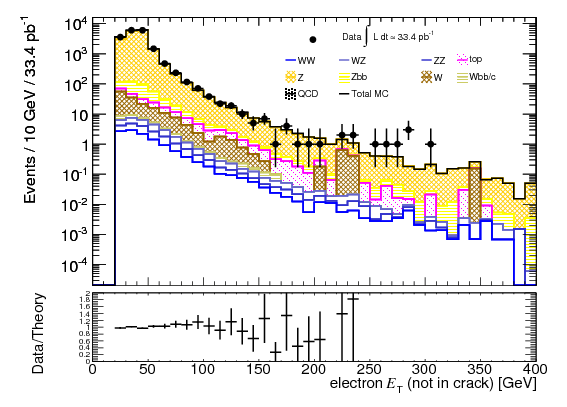 Events / 10 GeV / 33.4 pb⁻¹
10⁴
10³
10²
10
1
10⁻¹
10⁻²
10⁻³
10⁻⁴
Data ∫ L dt = 33.4 pb⁻¹
WW WZ ZZ top
Z Zbb W Wbb/c
QCD Total MC
Data/Theory
2
1.8
1.6
1.4
1.2
1
0.8
0.6
0.4
0.2
0
0 50 100 150 200 250 300 350 400
electron E_T (not in crack) [GeV]